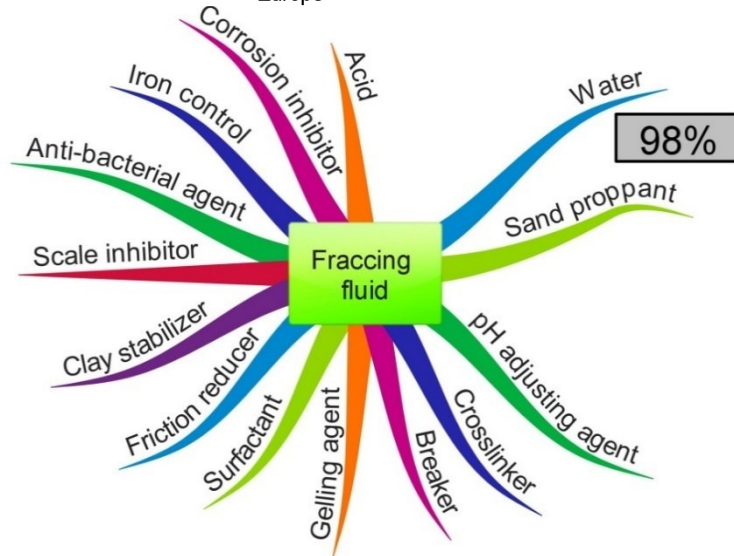 Corrosion inhibitor
Acid
Iron control
Water
98%
Anti-bacterial agent
Sand proppant
Scale inhibitor
Fraccing
fluid
Clay stabilizer
pH adjusting agent
Friction reducer
Surfactant
Gelling agent
Breaker
Crosslinker